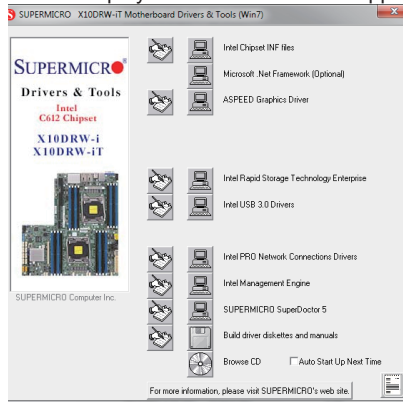 SUPERMICRO X10DRW-iT Motherboard Drivers & Tools (Win7)
SUPERMICR
Drivers & Tools
Intel
C612 Chipset
X10DRW-i
X10DRW-iT
SUPERMICRO Computer Inc.
Intel Chipset INF files
Microsoft .Net Framework (Optional)
ASPEED Graphics Driver
Intel Rapid Storage Technology Enterprise
Intel USB 3.0 Drivers
Intel PRO Network Connections Drivers
Intel Management Engine
SUPERMICRO SuperDoctor 5
Build driver diskettes and manuals
Browse CD
Auto Start Up Next Time
For more information, please visit SUPERMICRO's web site.